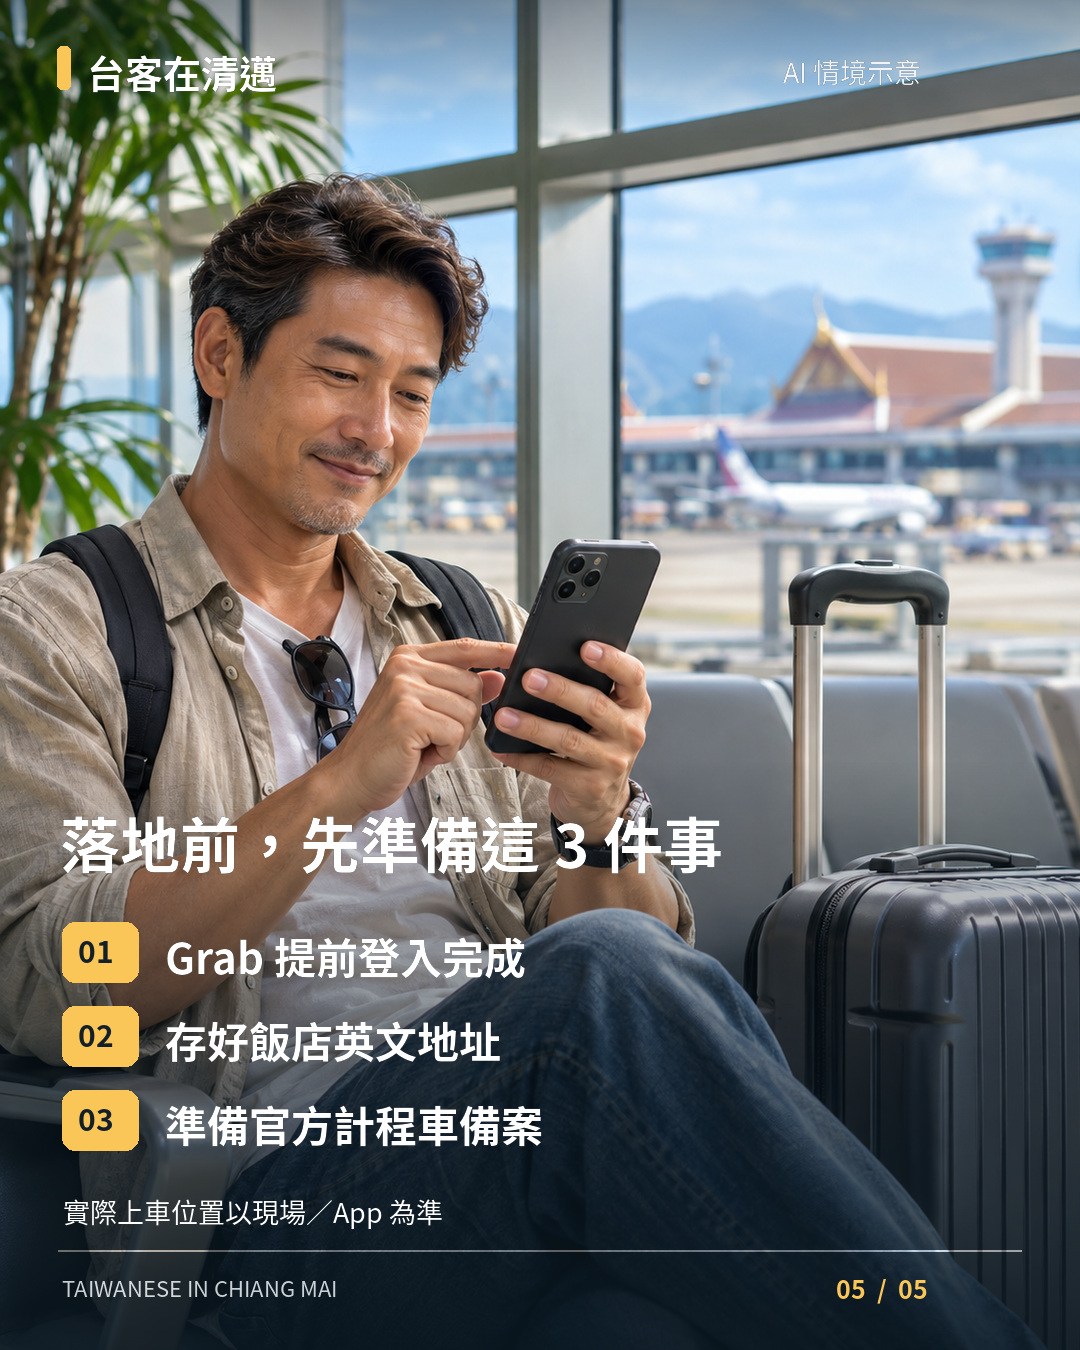 台客在清邁
AI 情境示意
落地前，先準備這 3 件事
01 Grab 提前登入完成
02 存好飯店英文地址
03 準備官方計程車備案
實際上車位置以現場／App 為準
TAIWANESE IN CHIANG MAI
05 / 05